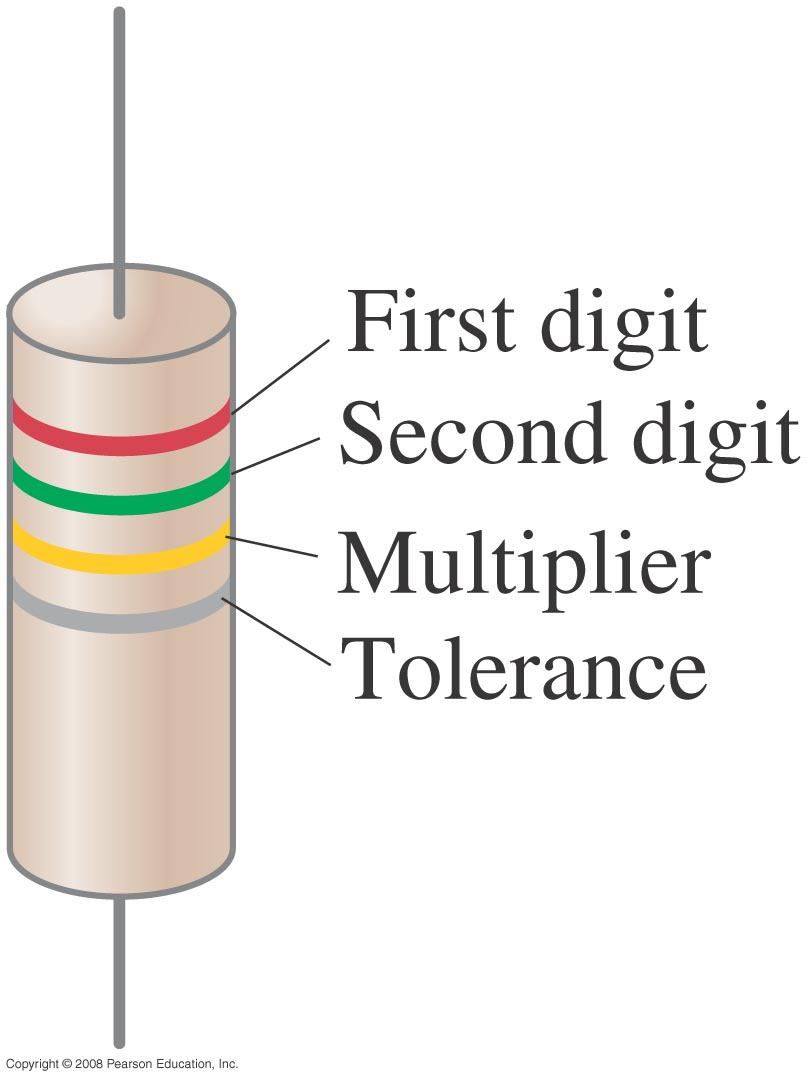 First digit
Second digit
Multiplier
Tolerance
Copyright © 2008 Pearson Education, Inc.